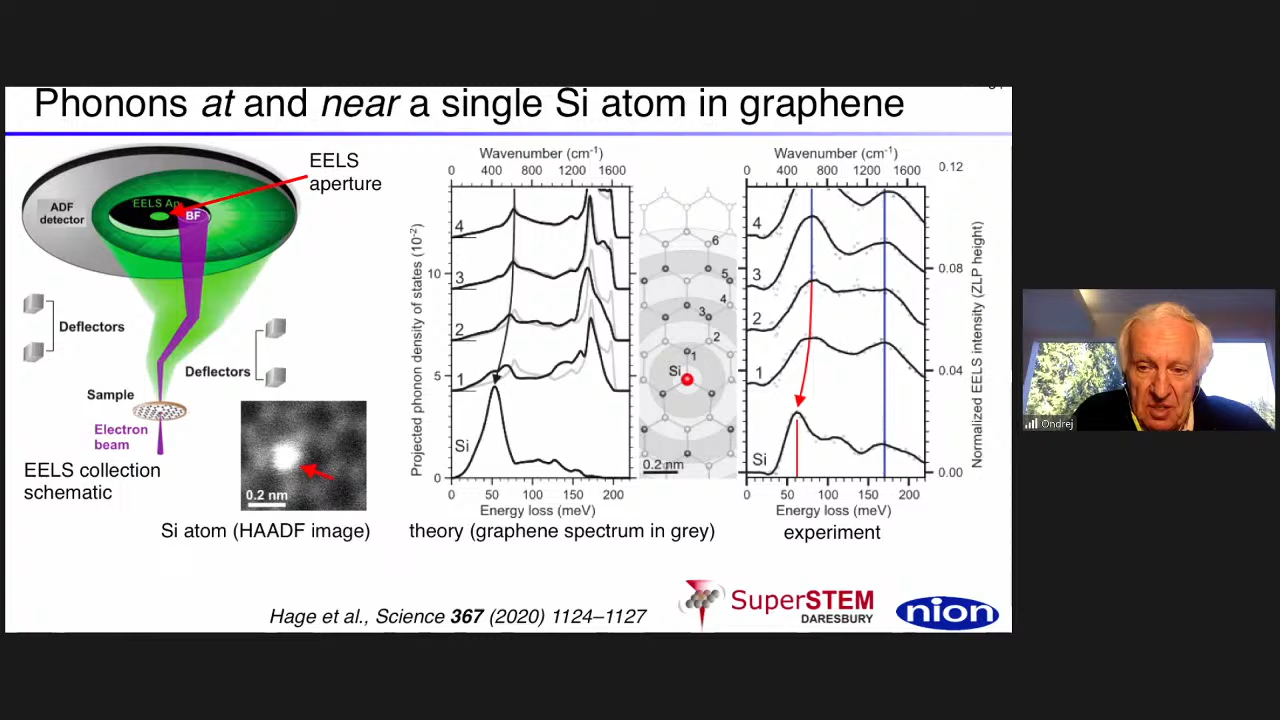 Phonons at and near a single Si atom in graphene
EELS
aperture
ADF
detector
EELS Ap
BF
Deflectors
Deflectors
Sample
Electron
beam
EELS collection
schematic
0.2 nm
Si atom (HAADF image)
Wavenumber (cm⁻¹)
0 400 800 1200 1600
Projected phonon density of states (10⁻²)
10
5
0
4
3
2
1
Si
0 50 100 150 200
Energy loss (meV)
theory (graphene spectrum in grey)
6
5
4
3
2
1
Si
0.2 nm
Wavenumber (cm⁻¹)
0 400 800 1200 1600
4
3
2
1
Si
0.12
0.08
0.04
0.00
Normalized EELS intensity (ZLP height)
0 50 100 150 200
Energy loss (meV)
experiment
Hage et al., Science 367 (2020) 1124–1127
SuperSTEM
DARESBURY
nion
Ondrej